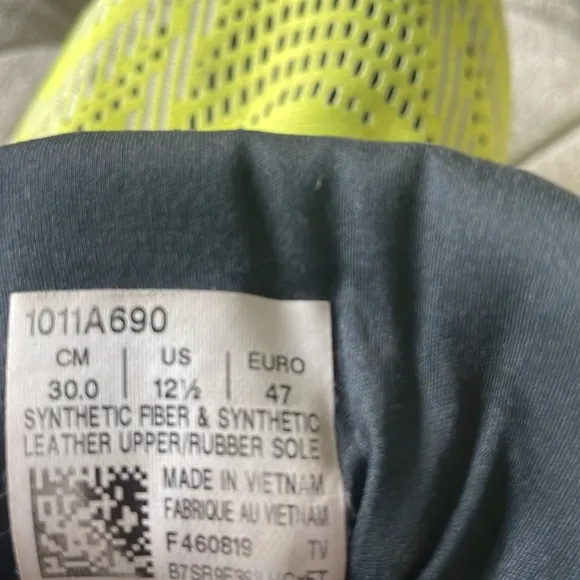 1011A690
CM | US | EURO
30.0 | 12½ | 47
SYNTHETIC FIBER & SYNTHETIC
LEATHER UPPER/RUBBER SOLE
MADE IN VIETNAM
FABRIQUE AU VIETNAM
F460819 TV